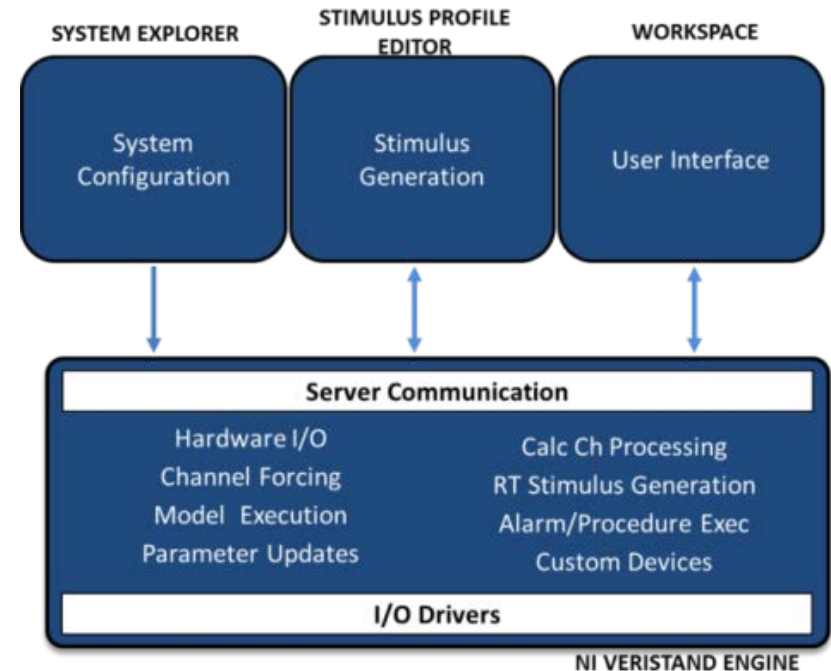 SYSTEM EXPLORER
STIMULUS PROFILE
EDITOR
WORKSPACE
System
Configuration
Stimulus
Generation
User Interface
Server Communication
Hardware I/O
Channel Forcing
Model Execution
Parameter Updates
Calc Ch Processing
RT Stimulus Generation
Alarm/Procedure Exec
Custom Devices
I/O Drivers
NI VERISTAND ENGINE